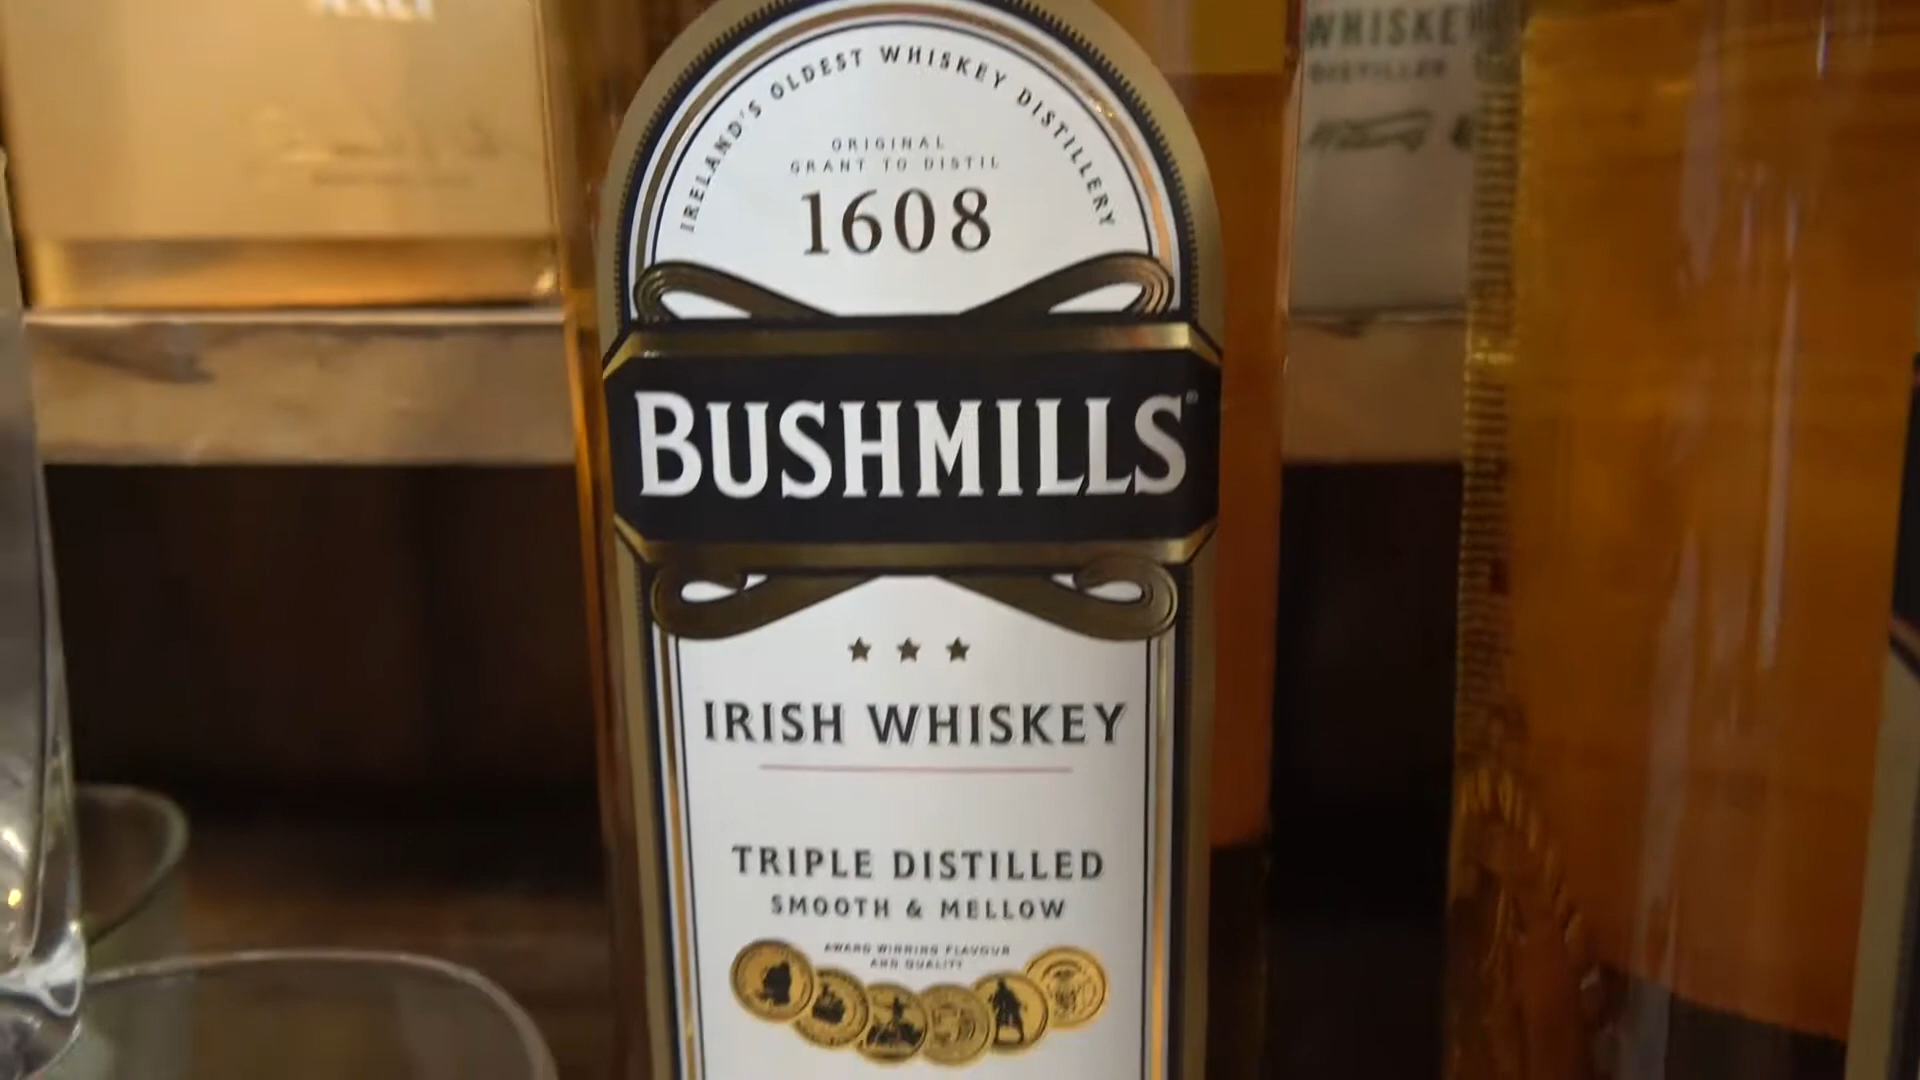 IRELAND'S OLDEST WHISKEY DISTILLERY
ORIGINAL
GRANT TO DISTIL
1608
BUSHMILLS
IRISH WHISKEY
TRIPLE DISTILLED
SMOOTH & MELLOW
AWARD WINNING FLAVOUR
AND QUALITY
WHISKEY
DISTILLED